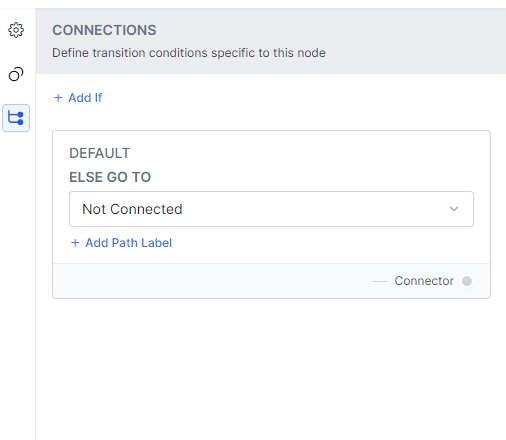 CONNECTIONS
Define transition conditions specific to this node
+ Add If
DEFAULT
ELSE GO TO
Not Connected
+ Add Path Label
Connector